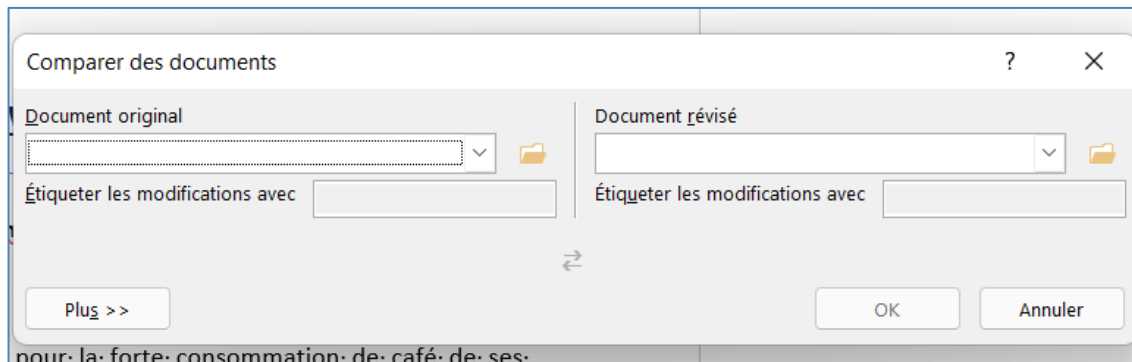 Comparer des documents ?
Document original
Document révisé
Étiqueter les modifications avec
Étiqueter les modifications avec
Plus >>
OK
Annuler
pour· la· forte· consommation· de· café· de· ses·